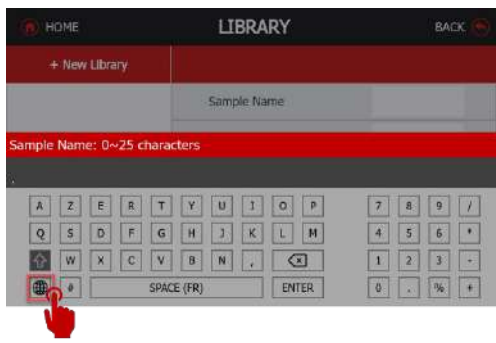 HOME LIBRARY BACK
+ New Library
Sample Name
Sample Name: 0~25 characters
A Z E R T Y U I O P 7 8 9 /
Q S D F G H J K L M 4 5 6 *
W X C V B N , 1 2 3 -
# SPACE (FR) ENTER 0 . % +